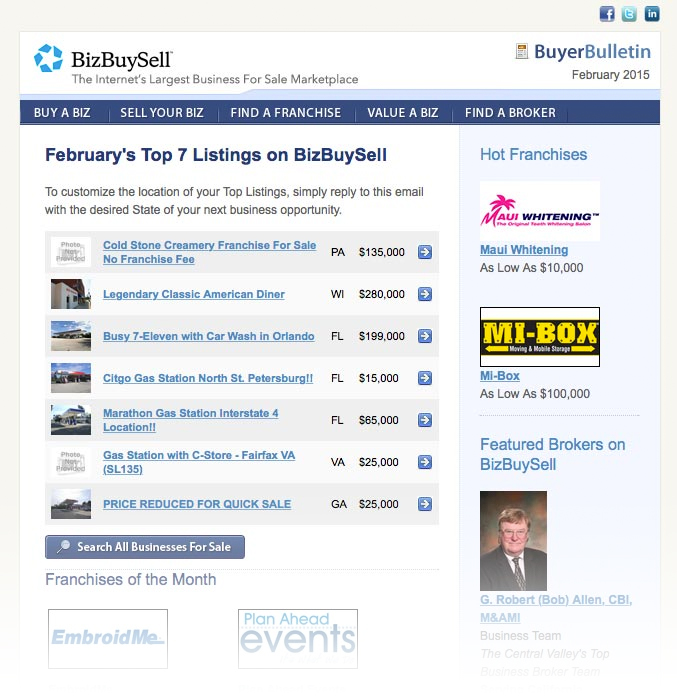 BizBuySell™
The Internet's Largest Business For Sale Marketplace
BuyerBulletin
February 2015
BUY A BIZ
SELL YOUR BIZ
FIND A FRANCHISE
VALUE A BIZ
FIND A BROKER
February's Top 7 Listings on BizBuySell
To customize the location of your Top Listings, simply reply to this email
with the desired State of your next business opportunity.
Photo Not Provided
Cold Stone Creamery Franchise For Sale
No Franchise Fee
PA $135,000
Legendary Classic American Diner WI $280,000
Busy 7-Eleven with Car Wash in Orlando FL $199,000
Citgo Gas Station North St. Petersburg!! FL $15,000
Marathon Gas Station Interstate 4
Location!!
FL $65,000
Photo Not Provided
Gas Station with C-Store - Fairfax VA
(SL135)
VA $25,000
PRICE REDUCED FOR QUICK SALE GA $25,000
Search All Businesses For Sale
Franchises of the Month
EmbroidMe
Plan Ahead
events
Hot Franchises
MAUI WHITENING™
The Original Teeth Whitening Salon
Maui Whitening
As Low As $10,000
MI-BOX
Moving & Mobile Storage
Mi-Box
As Low As $100,000
Featured Brokers on
BizBuySell
G. Robert (Bob) Allen, CBI,
M&AMI
Business Team
The Central Valley's Top
Business Broker Team